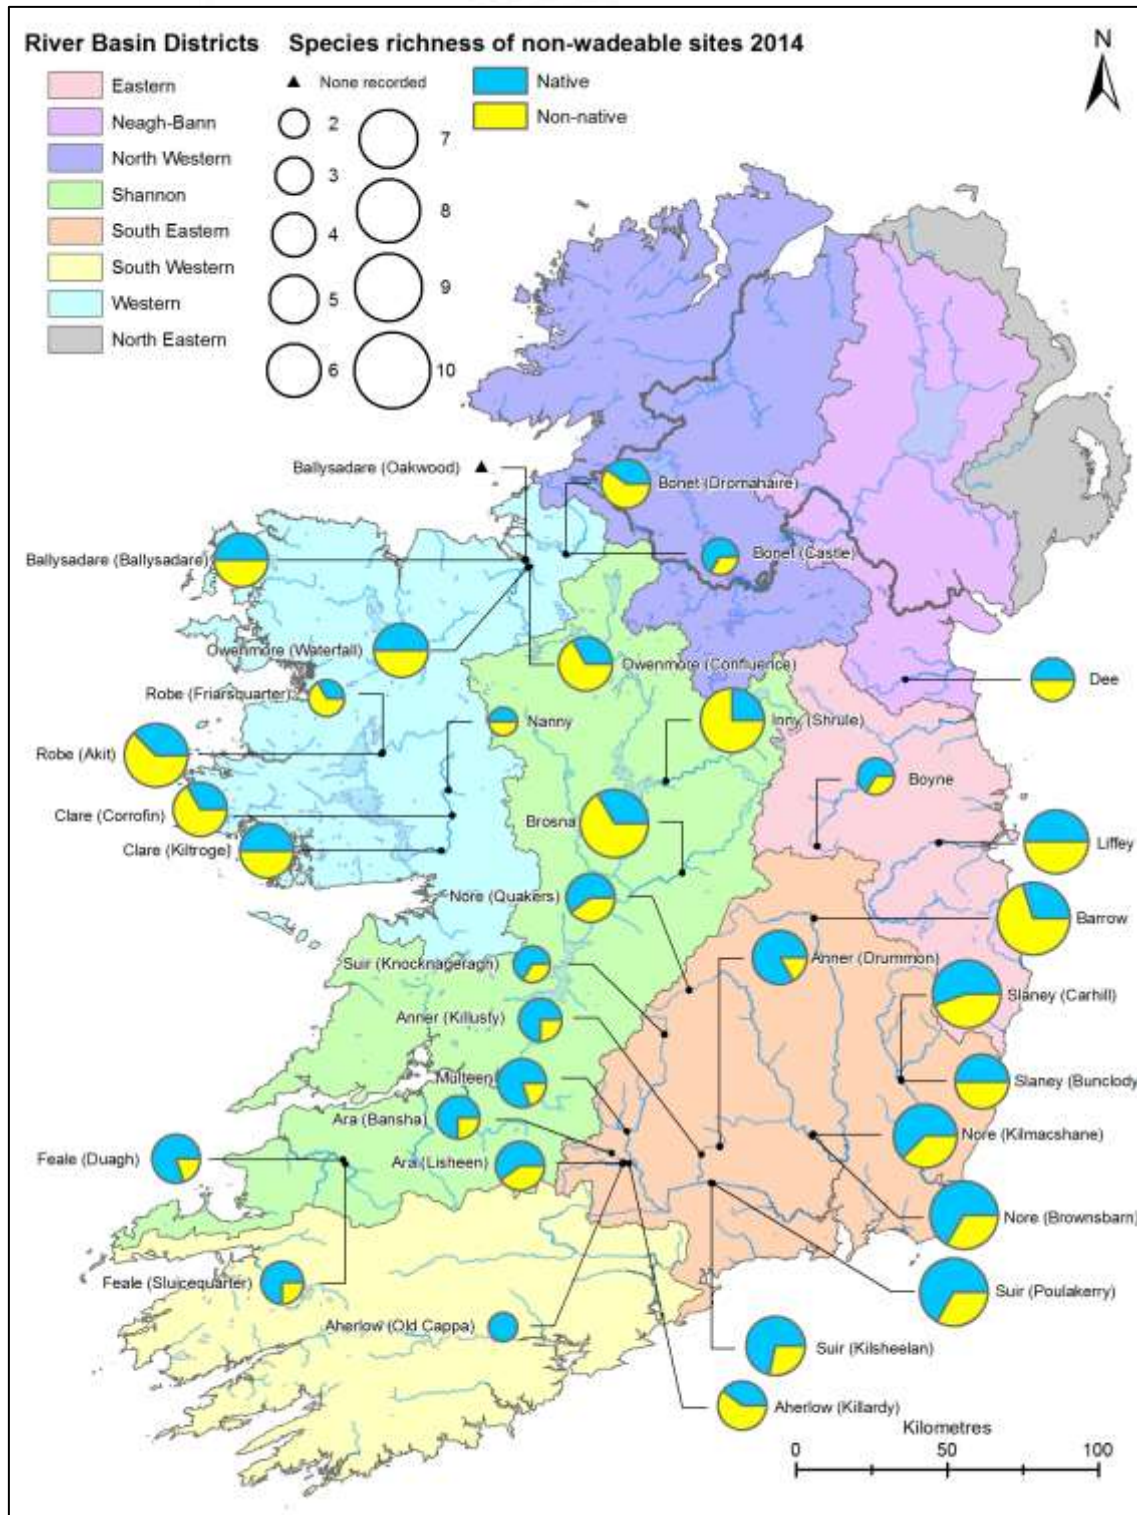 River Basin Districts
Eastern
Neagh-Bann
North Western
Shannon
South Eastern
South Western
Western
North Eastern
Species richness of non-wadeable sites 2014
None recorded
2
3
4
5
6
7
8
9
10
Native
Non-native
N
Ballysadare (Oakwood)
Bonet (Dromahaire)
Ballysadare (Ballysadare)
Bonet (Castle)
Owenmore (Waterfall)
Owenmore (Confluence)
Dee
Robe (Friarsquarter)
Nanny
Inny (Shrule)
Robe (Akit)
Boyne
Clare (Corrofin)
Brosna
Liffey
Clare (Kiltroge)
Nore (Quakers)
Barrow
Suir (Knocknageragh)
Anner (Drummon)
Slaney (Carhill)
Anner (Killusty)
Multeen
Slaney (Bunclody)
Ara (Bansha)
Nore (Kilmacshane)
Feale (Duagh)
Ara (Lisheen)
Nore (Brownsbarn)
Feale (Sluicequarter)
Suir (Poulakerry)
Aherlow (Old Cappa)
Suir (Kilsheelan)
Aherlow (Killardy)
Kilometres
0 50 100